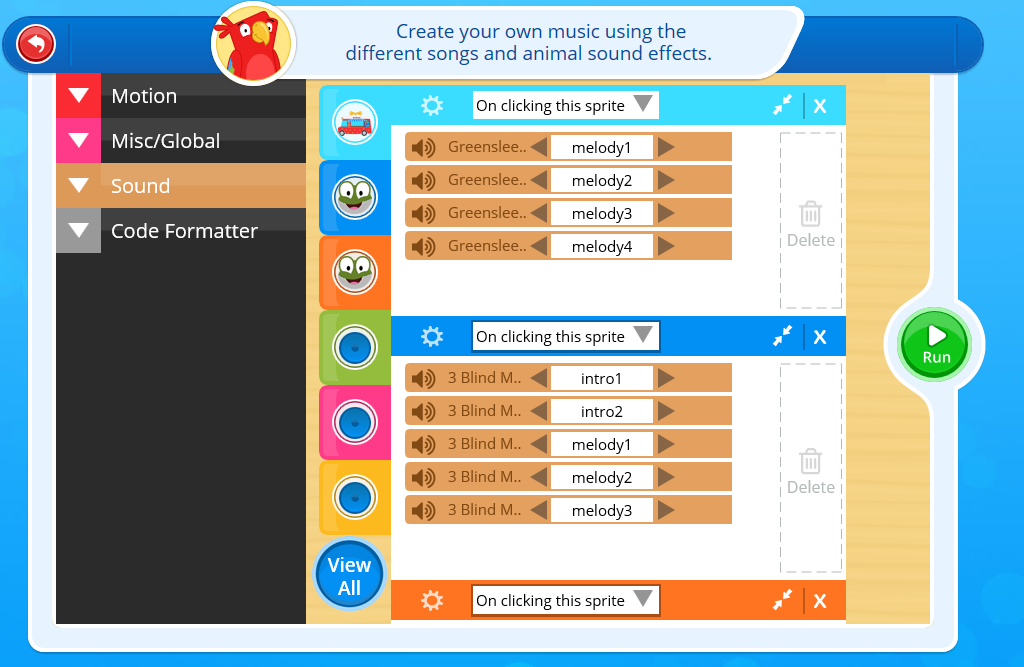 Create your own music using the
different songs and animal sound effects.
Motion
Misc/Global
Sound
Code Formatter
View
All
On clicking this sprite
X
Greenslee.. melody1
Greenslee.. melody2
Greenslee.. melody3
Greenslee.. melody4
Delete
On clicking this sprite
X
3 Blind M.. intro1
3 Blind M.. intro2
3 Blind M.. melody1
3 Blind M.. melody2
3 Blind M.. melody3
Delete
On clicking this sprite
X
Run